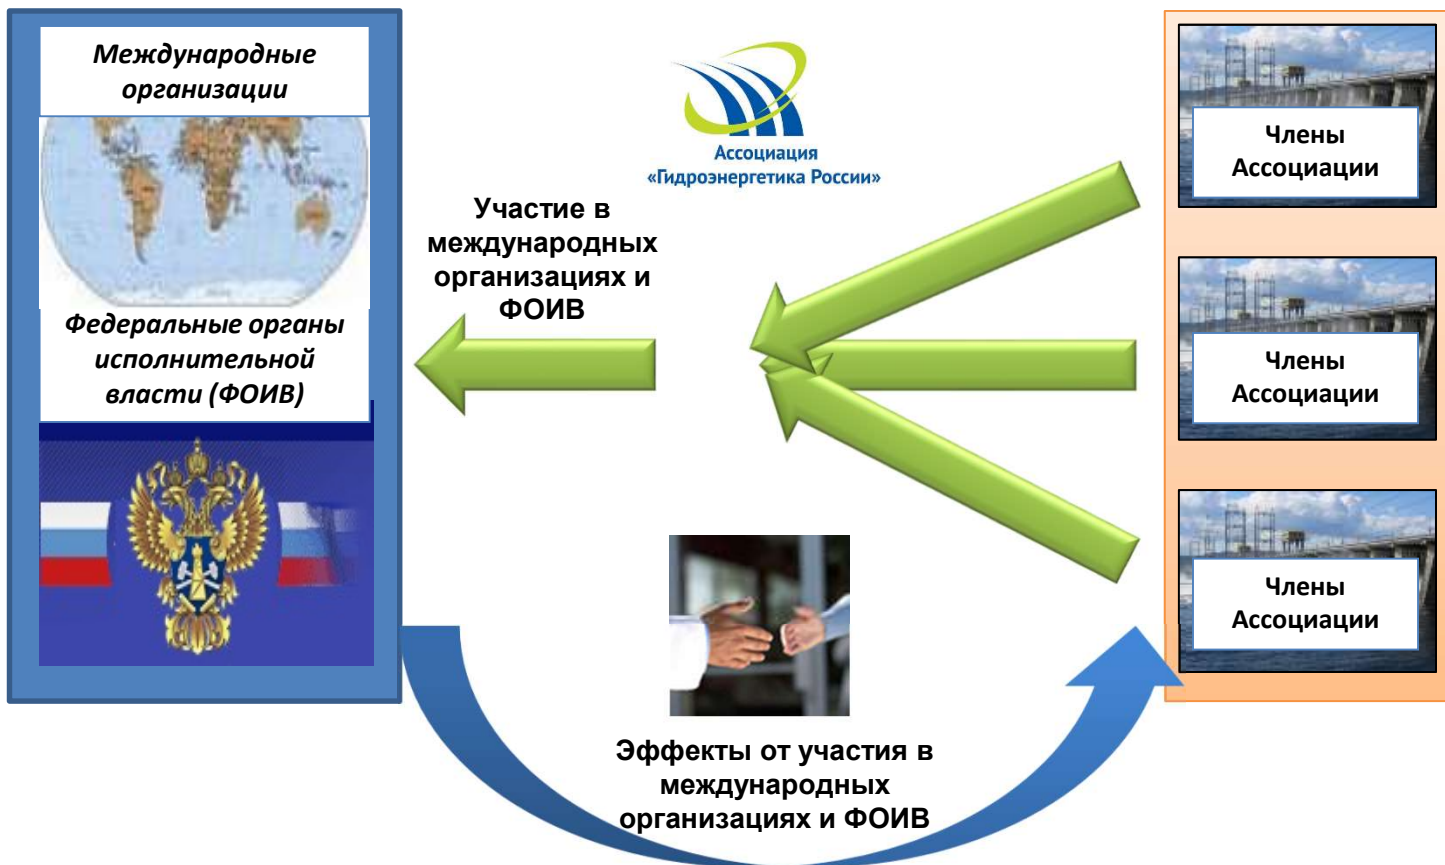 Международные
организации
Федеральные органы
исполнительной
власти (ФОИВ)
Ассоциация
«Гидроэнергетика России»
Участие в
международных
организациях и
ФОИВ
Члены
Ассоциации
Члены
Ассоциации
Члены
Ассоциации
Эффекты от участия в
международных
организациях и ФОИВ